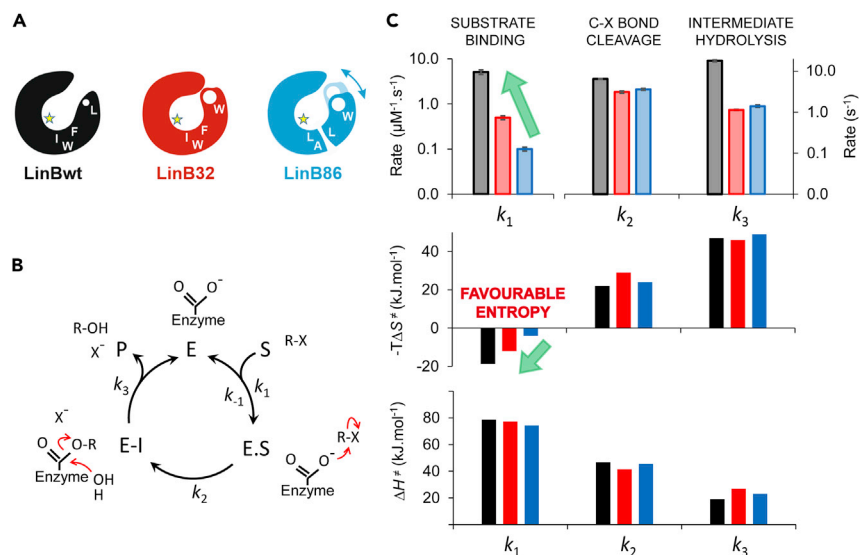 A
L
F
I
W
LinBwt
W
F
I
W
LinB32
W
L
L
A
LinB86
B
O
O⁻
Enzyme
R-OH
X⁻
P
E
S
R-X
k₃
k₁
k₋₁
X⁻
O
O-R
Enzyme
OH
H
E-I
E.S
k₂
R-X
O
O⁻
Enzyme
C
SUBSTRATE
BINDING
C-X BOND
CLEAVAGE
INTERMEDIATE
HYDROLYSIS
Rate (µM⁻¹.s⁻¹)
10.0
1.0
0.1
0.0
Rate (s⁻¹)
10.0
1.0
0.1
0.0
k₁
k₂
k₃
-TΔS≠ (kJ.mol⁻¹)
40
20
0
-20
FAVOURABLE
ENTROPY
ΔH≠ (kJ.mol⁻¹)
80
60
40
20
k₁
k₂
k₃